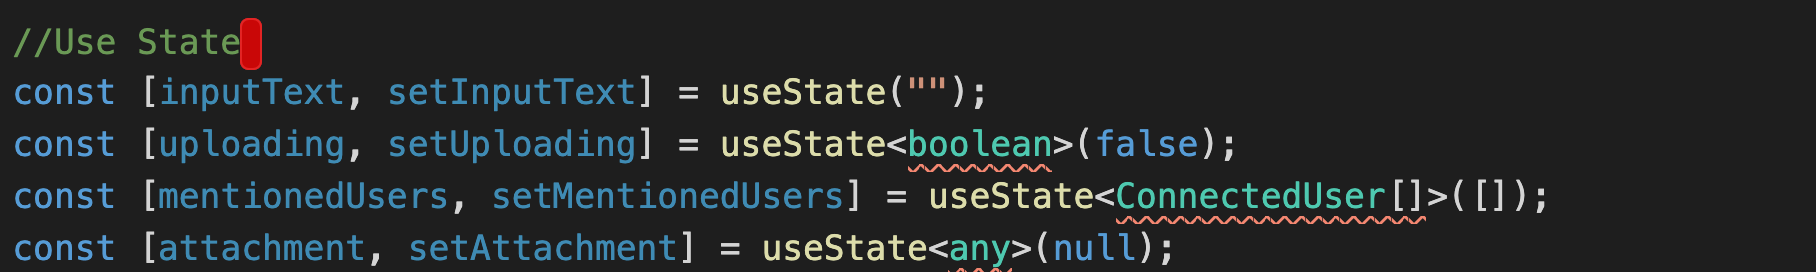 //Use State
const [inputText, setInputText] = useState("");
const [uploading, setUploading] = useState<boolean>(false);
const [mentionedUsers, setMentionedUsers] = useState<ConnectedUser[]>([]);
const [attachment, setAttachment] = useState<any>(null);